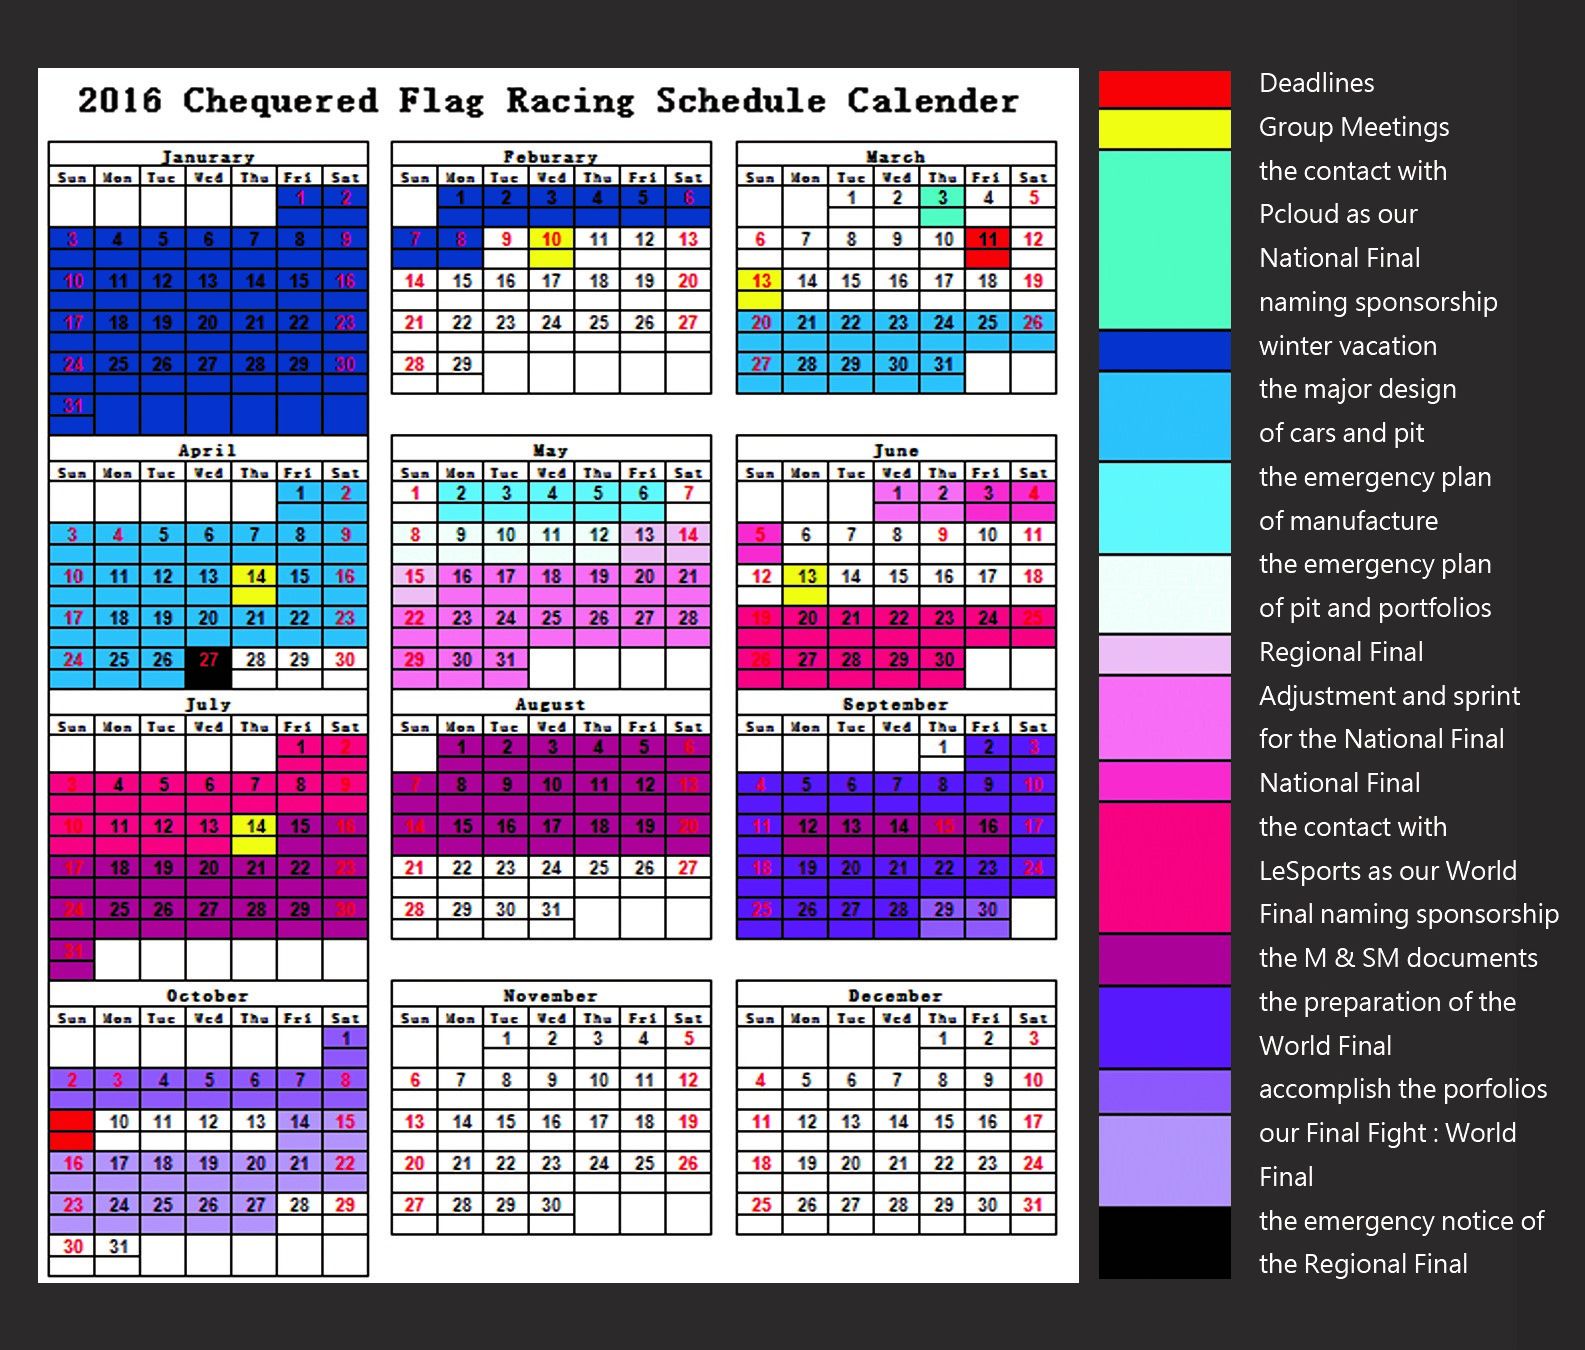 2016 Chequered Flag Racing Schedule Calender
Janurary
Sun Mon Tue Wed Thu Fri Sat
1 2
3 4 5 6 7 8 9
10 11 12 13 14 15 16
17 18 19 20 21 22 23
24 25 26 27 28 29 30
31
Feburary
Sun Mon Tue Wed Thu Fri Sat
1 2 3 4 5 6
7 8 9 10 11 12 13
14 15 16 17 18 19 20
21 22 23 24 25 26 27
28 29
March
Sun Mon Tue Wed Thu Fri Sat
1 2 3 4 5
6 7 8 9 10 11 12
13 14 15 16 17 18 19
20 21 22 23 24 25 26
27 28 29 30 31
April
Sun Mon Tue Wed Thu Fri Sat
1 2
3 4 5 6 7 8 9
10 11 12 13 14 15 16
17 18 19 20 21 22 23
24 25 26 27 28 29 30
May
Sun Mon Tue Wed Thu Fri Sat
1 2 3 4 5 6 7
8 9 10 11 12 13 14
15 16 17 18 19 20 21
22 23 24 25 26 27 28
29 30 31
June
Sun Mon Tue Wed Thu Fri Sat
1 2 3 4
5 6 7 8 9 10 11
12 13 14 15 16 17 18
19 20 21 22 23 24 25
26 27 28 29 30
July
Sun Mon Tue Wed Thu Fri Sat
1 2
3 4 5 6 7 8 9
10 11 12 13 14 15 16
17 18 19 20 21 22 23
24 25 26 27 28 29 30
31
August
Sun Mon Tue Wed Thu Fri Sat
1 2 3 4 5 6
7 8 9 10 11 12 13
14 15 16 17 18 19 20
21 22 23 24 25 26 27
28 29 30 31
September
Sun Mon Tue Wed Thu Fri Sat
1 2 3
4 5 6 7 8 9 10
11 12 13 14 15 16 17
18 19 20 21 22 23 24
25 26 27 28 29 30
October
Sun Mon Tue Wed Thu Fri Sat
1
2 3 4 5 6 7 8
10 11 12 13 14 15
16 17 18 19 20 21 22
23 24 25 26 27 28 29
30 31
November
Sun Mon Tue Wed Thu Fri Sat
1 2 3 4 5
6 7 8 9 10 11 12
13 14 15 16 17 18 19
20 21 22 23 24 25 26
27 28 29 30
December
Sun Mon Tue Wed Thu Fri Sat
1 2 3
4 5 6 7 8 9 10
11 12 13 14 15 16 17
18 19 20 21 22 23 24
25 26 27 28 29 30 31
Deadlines
Group Meetings
the contact with
Pcloud as our
National Final
naming sponsorship
winter vacation
the major design
of cars and pit
the emergency plan
of manufacture
the emergency plan
of pit and portfolios
Regional Final
Adjustment and sprint
for the National Final
National Final
the contact with
LeSports as our World
Final naming sponsorship
the M & SM documents
the preparation of the
World Final
accomplish the porfolios
our Final Fight : World
Final
the emergency notice of
the Regional Final